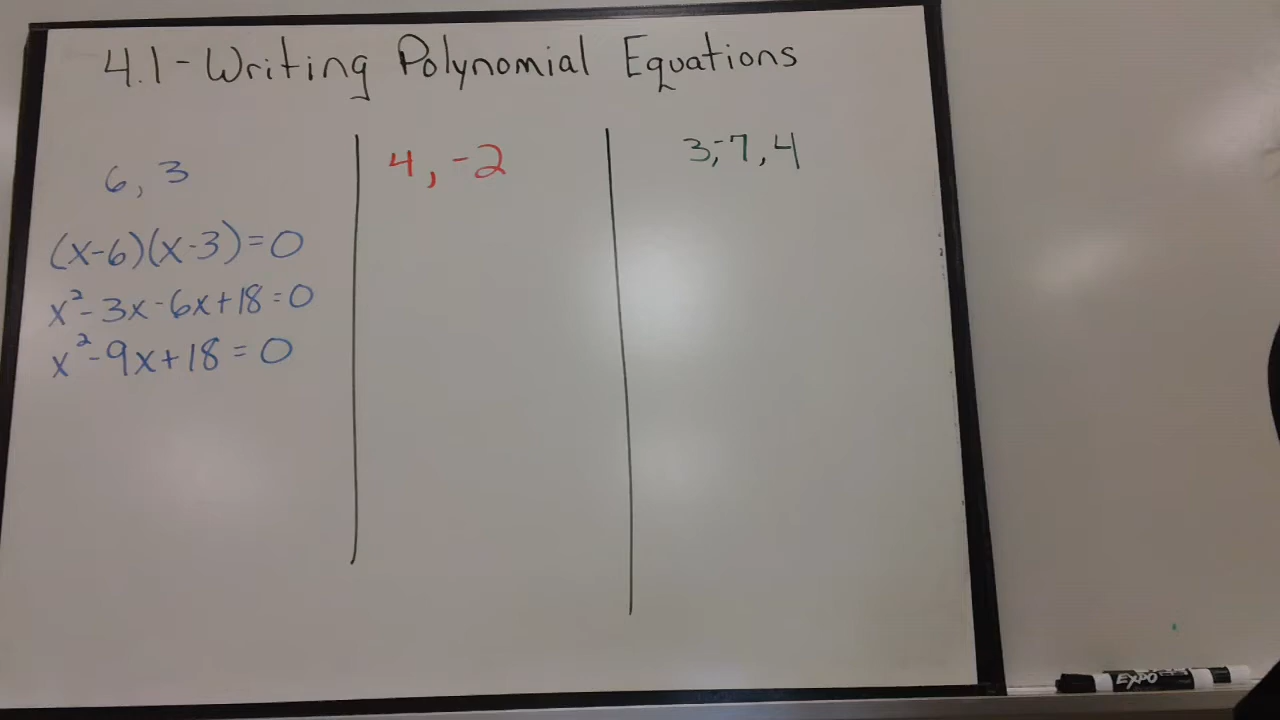 4.1-Writing Polynomial Equations
6, 3
(x-6)(x-3)=0
x²-3x-6x+18=0
x²-9x+18=0
4, -2
3,-7,4
EXPO